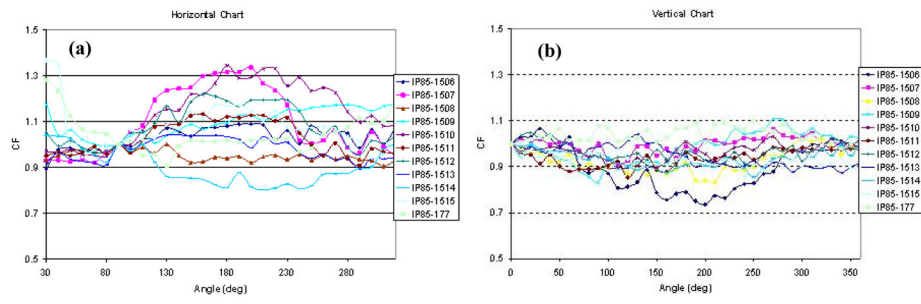 Horizontal Chart
(a)
1.5
1.3
1.1
0.9
0.7
0.5
CF
30
80
130
180
230
280
Angle (deg)
IP85-1506
IP85-1507
IP85-1508
IP85-1509
IP85-1510
IP85-1511
IP85-1512
IP85-1513
IP85-1514
IP85-1515
IP85-177
Vertical Chart
(b)
1.5
1.3
1.1
0.9
0.7
0.5
CF
0
50
100
150
200
250
300
350
Angle (deg)
IP85-1506
IP85-1507
IP85-1508
IP85-1509
IP85-1510
IP85-1511
IP85-1512
IP85-1513
IP85-1514
IP85-1515
IP85-177